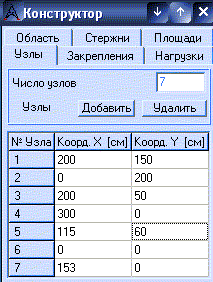 Конструктор
Область Стержни Площади
Узлы Закрепления Нагрузки
Число узлов 7
Узлы Добавить Удалить
№ Узла Коорд. X [см] Коорд. Y [см]
1 200 150
2 0 200
3 200 50
4 300 0
5 115 60
6 0 0
7 153 0